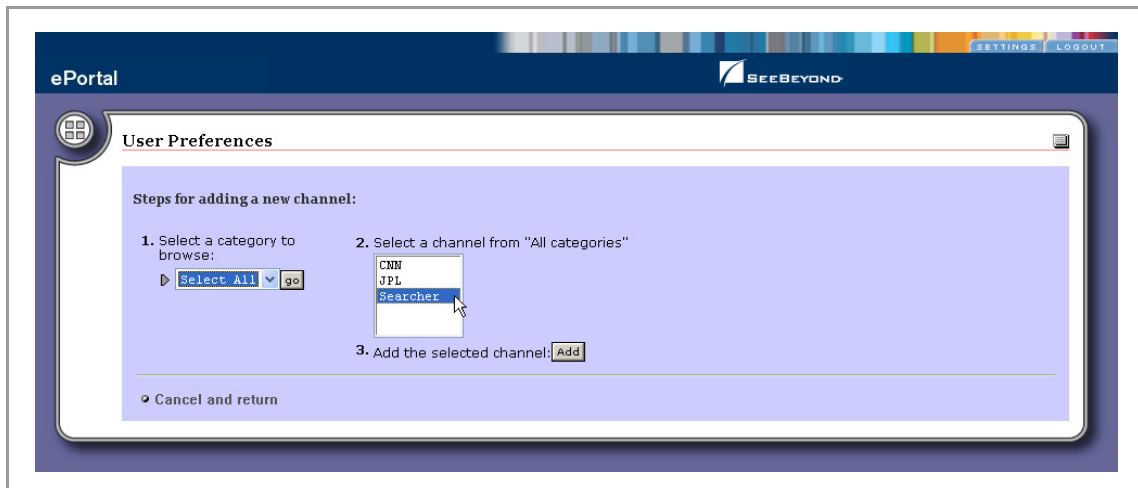 SETTINGS LOGOUT
ePortal
SEEBEYOND
User Preferences
Steps for adding a new channel:
1. Select a category to browse:
Select All go
2. Select a channel from "All categories"
CNN
JPL
Searcher
3. Add the selected channel: Add
Cancel and return